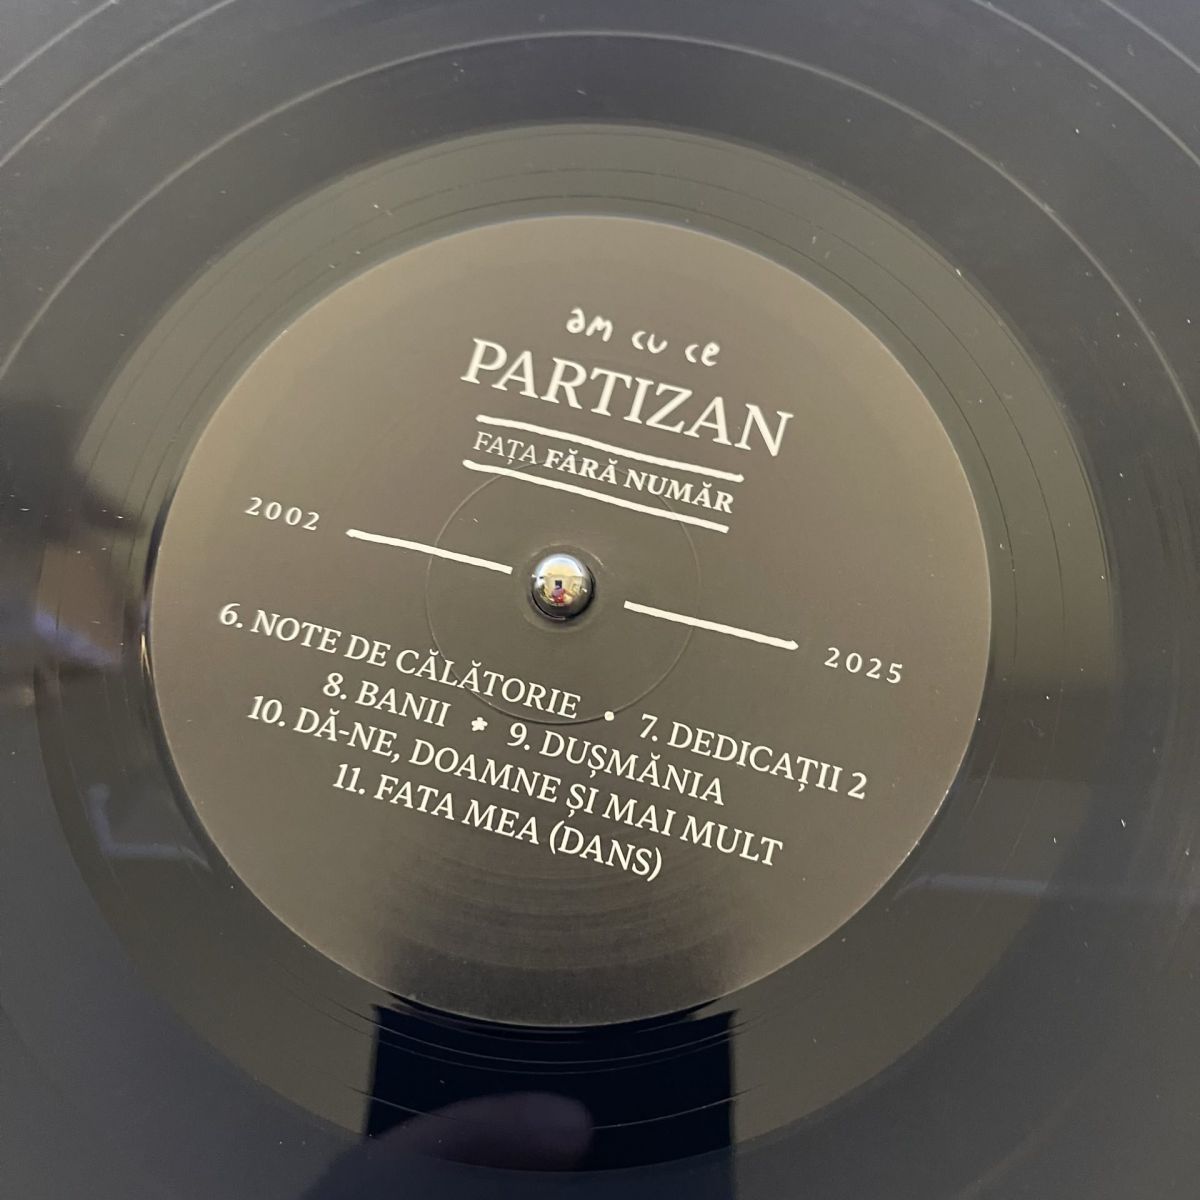 am cu ce
PARTIZAN
FAȚA FĂRĂ NUMĂR
2002 2025
6. NOTE DE CĂLĂTORIE • 7. DEDICAȚII 2
8. BANII * 9. DUȘMĂNIA
10. DĂ-NE, DOAMNE ȘI MAI MULT
11. FATA MEA (DANS)